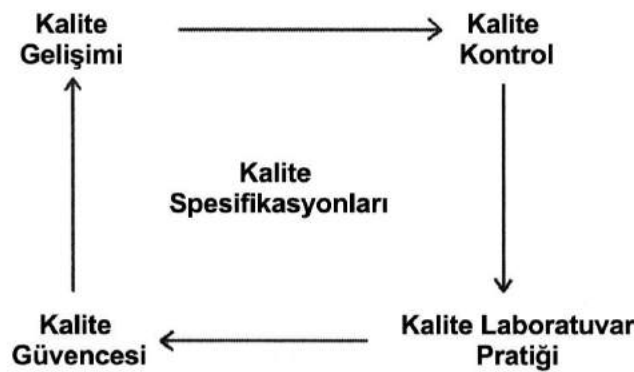 Kalite
Gelişimi
Kalite
Kontrol
Kalite
Spesifikasyonları
Kalite
Güvencesi
Kalite Laboratuvar
Pratiği